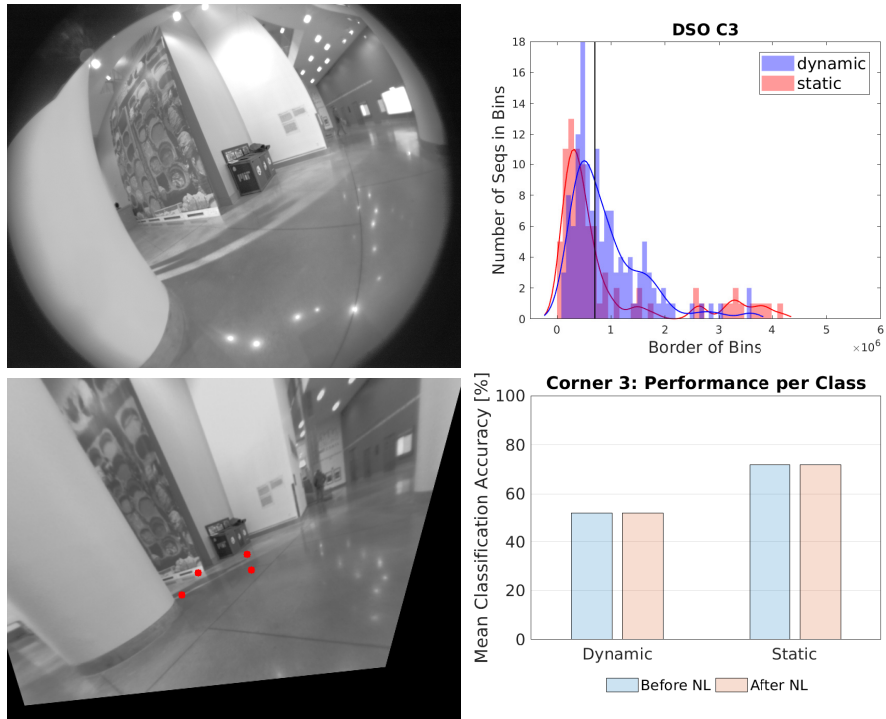 DSO C3
Number of Seqs in Bins
18
16
14
12
10
8
6
4
2
0
dynamic
static
0 1 2 3 4 5 6
×10⁶
Border of Bins
Corner 3: Performance per Class
Mean Classification Accuracy [%]
100
80
60
40
20
0
Dynamic Static
Before NL After NL